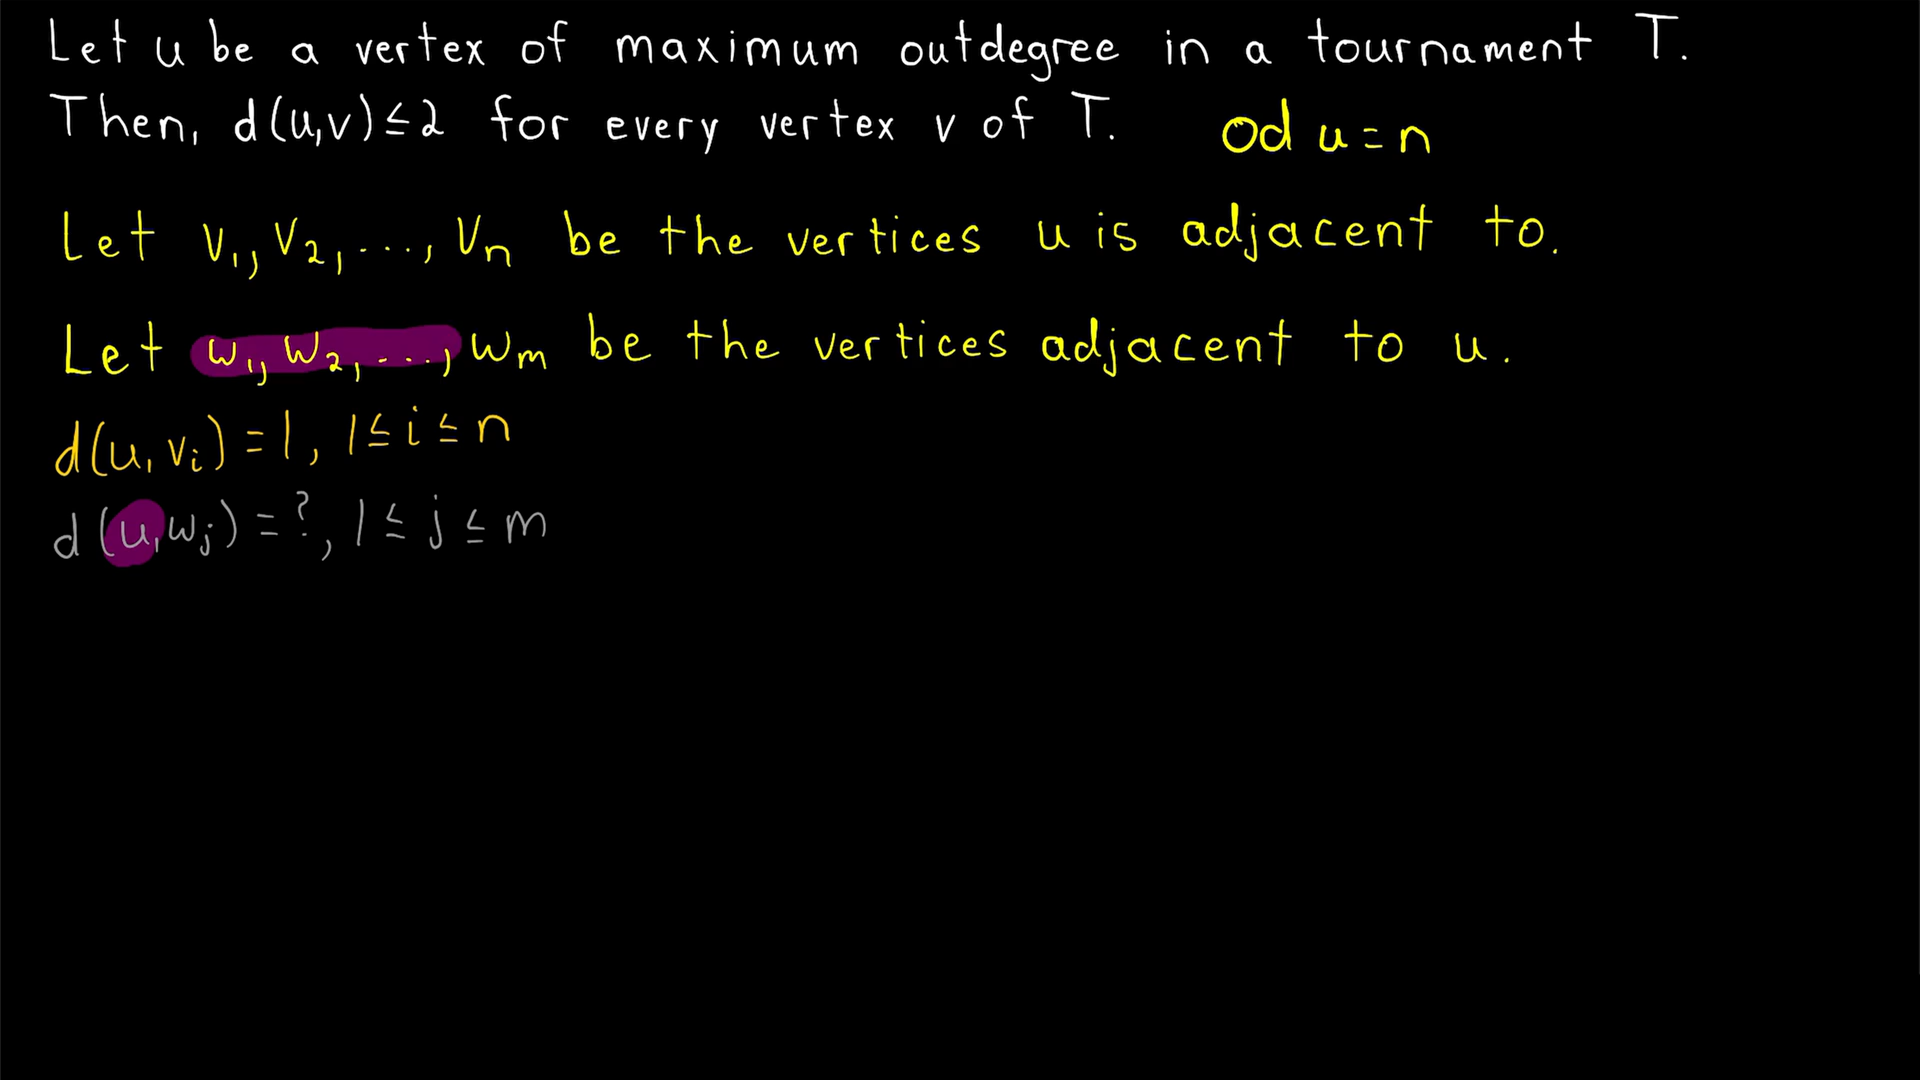 Let u be a vertex of maximum outdegree in a tournament T.
Then, d(u,v)≤2 for every vertex v of T. od u=n
Let v₁, v₂, ..., vₙ be the vertices u is adjacent to.
Let w₁, w₂, ..., wₘ be the vertices adjacent to u.
d(u, vᵢ) = 1, 1 ≤ i ≤ n
d(u, wⱼ) = ?, 1 ≤ j ≤ m